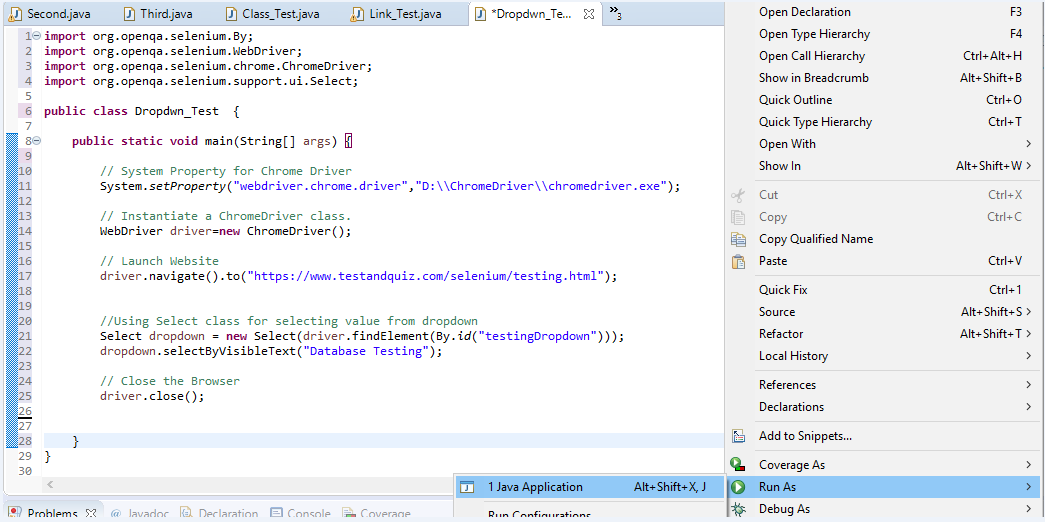 Second.java Third.java Class_Test.java Link_Test.java *Dropdwn_Te... »3
1 import org.openqa.selenium.By;
2 import org.openqa.selenium.WebDriver;
3 import org.openqa.selenium.chrome.ChromeDriver;
4 import org.openqa.selenium.support.ui.Select;
5
6 public class Dropdwn_Test {
7
8 public static void main(String[] args) {
9
10 // System Property for Chrome Driver
11 System.setProperty("webdriver.chrome.driver","D:\\ChromeDriver\\chromedriver.exe");
12
13 // Instantiate a ChromeDriver class.
14 WebDriver driver=new ChromeDriver();
15
16 // Launch Website
17 driver.navigate().to("https://www.testandquiz.com/selenium/testing.html");
18
19
20 //Using Select class for selecting value from dropdown
21 Select dropdown = new Select(driver.findElement(By.id("testingDropdown")));
22 dropdown.selectByVisibleText("Database Testing");
23
24 // Close the Browser
25 driver.close();
26
27
28 }
29 }
30
Problems @ Javadoc Declaration Console Coverage
Open Declaration F3
Open Type Hierarchy F4
Open Call Hierarchy Ctrl+Alt+H
Show in Breadcrumb Alt+Shift+B
Quick Outline Ctrl+O
Quick Type Hierarchy Ctrl+T
Open With >
Show In Alt+Shift+W >
Cut Ctrl+X
Copy Ctrl+C
Copy Qualified Name
Paste Ctrl+V
Quick Fix Ctrl+1
Source Alt+Shift+S >
Refactor Alt+Shift+T >
Local History >
References >
Declarations >
Add to Snippets...
Coverage As >
Run As >
Debug As >
1 Java Application Alt+Shift+X, J
Run Configurations...